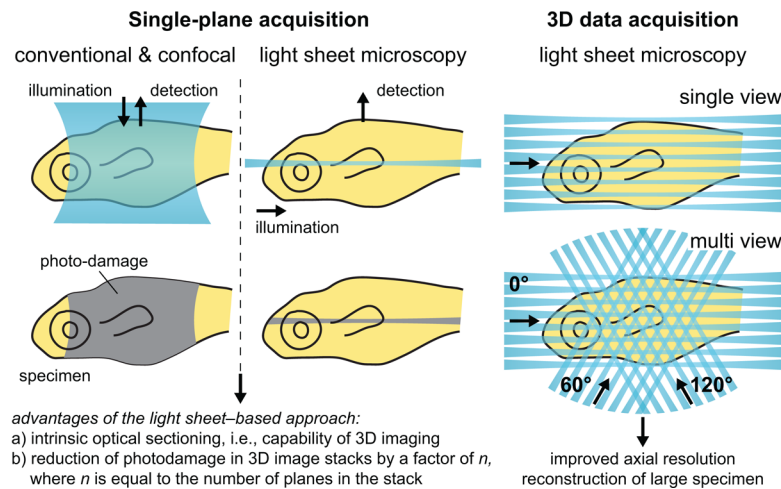 Single-plane acquisition
conventional & confocal
light sheet microscopy
illumination
detection
detection
illumination
photo-damage
specimen
advantages of the light sheet–based approach:
a) intrinsic optical sectioning, i.e., capability of 3D imaging
b) reduction of photodamage in 3D image stacks by a factor of n,
where n is equal to the number of planes in the stack
3D data acquisition
light sheet microscopy
single view
multi view
0°
60°
120°
improved axial resolution
reconstruction of large specimen